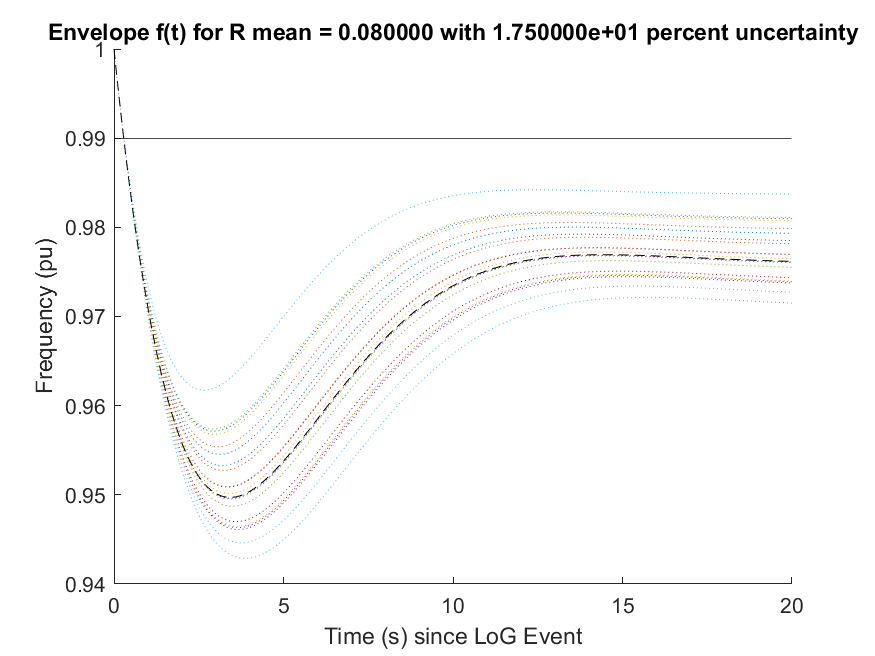 Envelope f(t) for R mean = 0.080000 with 1.750000e+01 percent uncertainty
1
0.99
0.98
0.97
0.96
0.95
0.94
Frequency (pu)
0 5 10 15 20
Time (s) since LoG Event